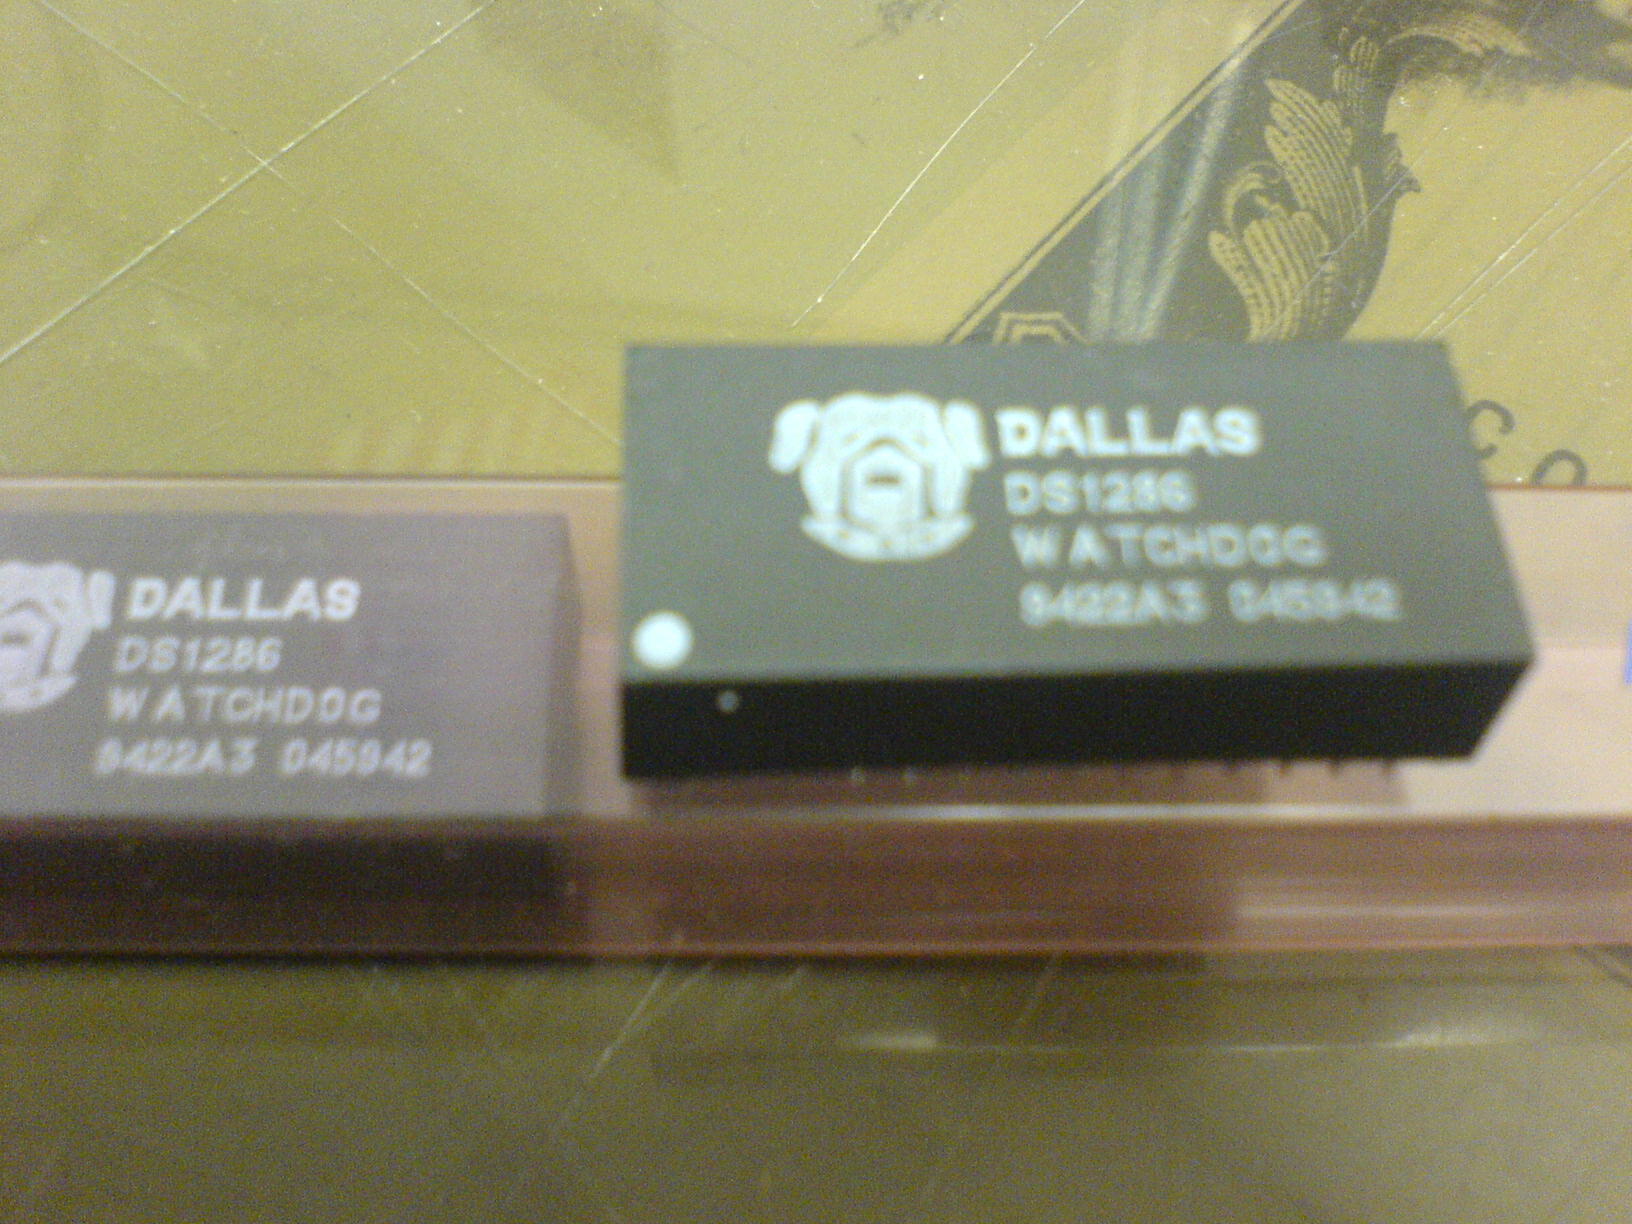 DALLAS
DS1286
WATCHDOG
9422A3 045942
DALLAS
DS1286
WATCHDOG
9422A3 045942